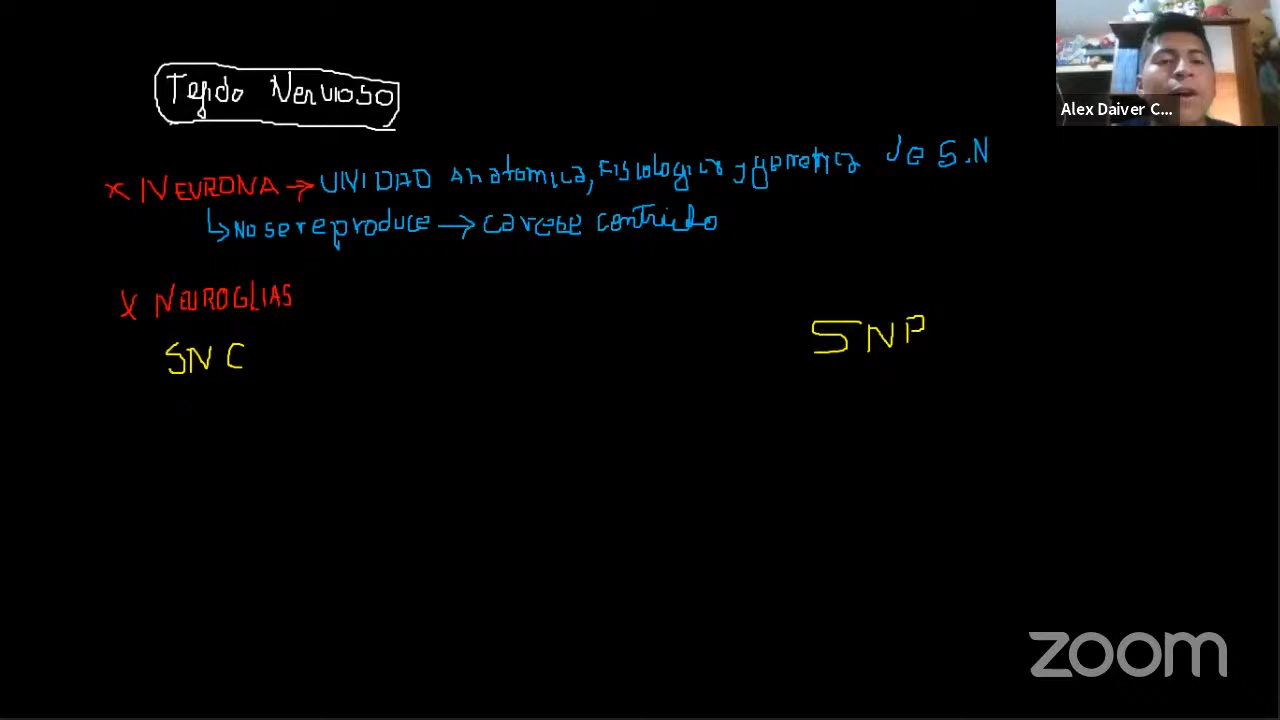 Tejido Nervioso
Alex Daiver C...
x NEURONA → UNIDAD Anatomica, Fisiologica y genetica de S.N
↳ No se reproduce → carece centriolo
x NEUROGLIAS
SNC
SNP
zoom